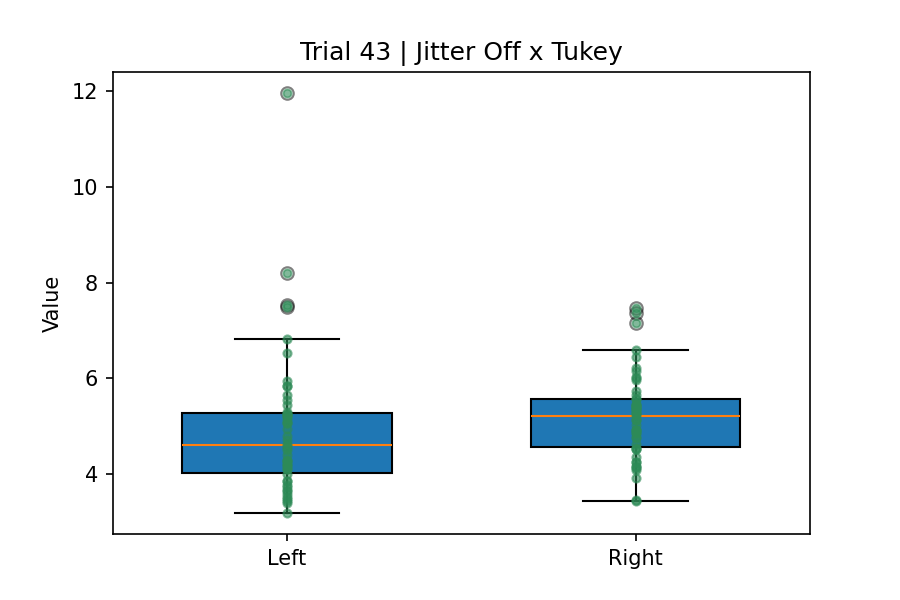 Trial 43 | Jitter Off x Tukey
Value
12
10
8
6
4
Left
Right